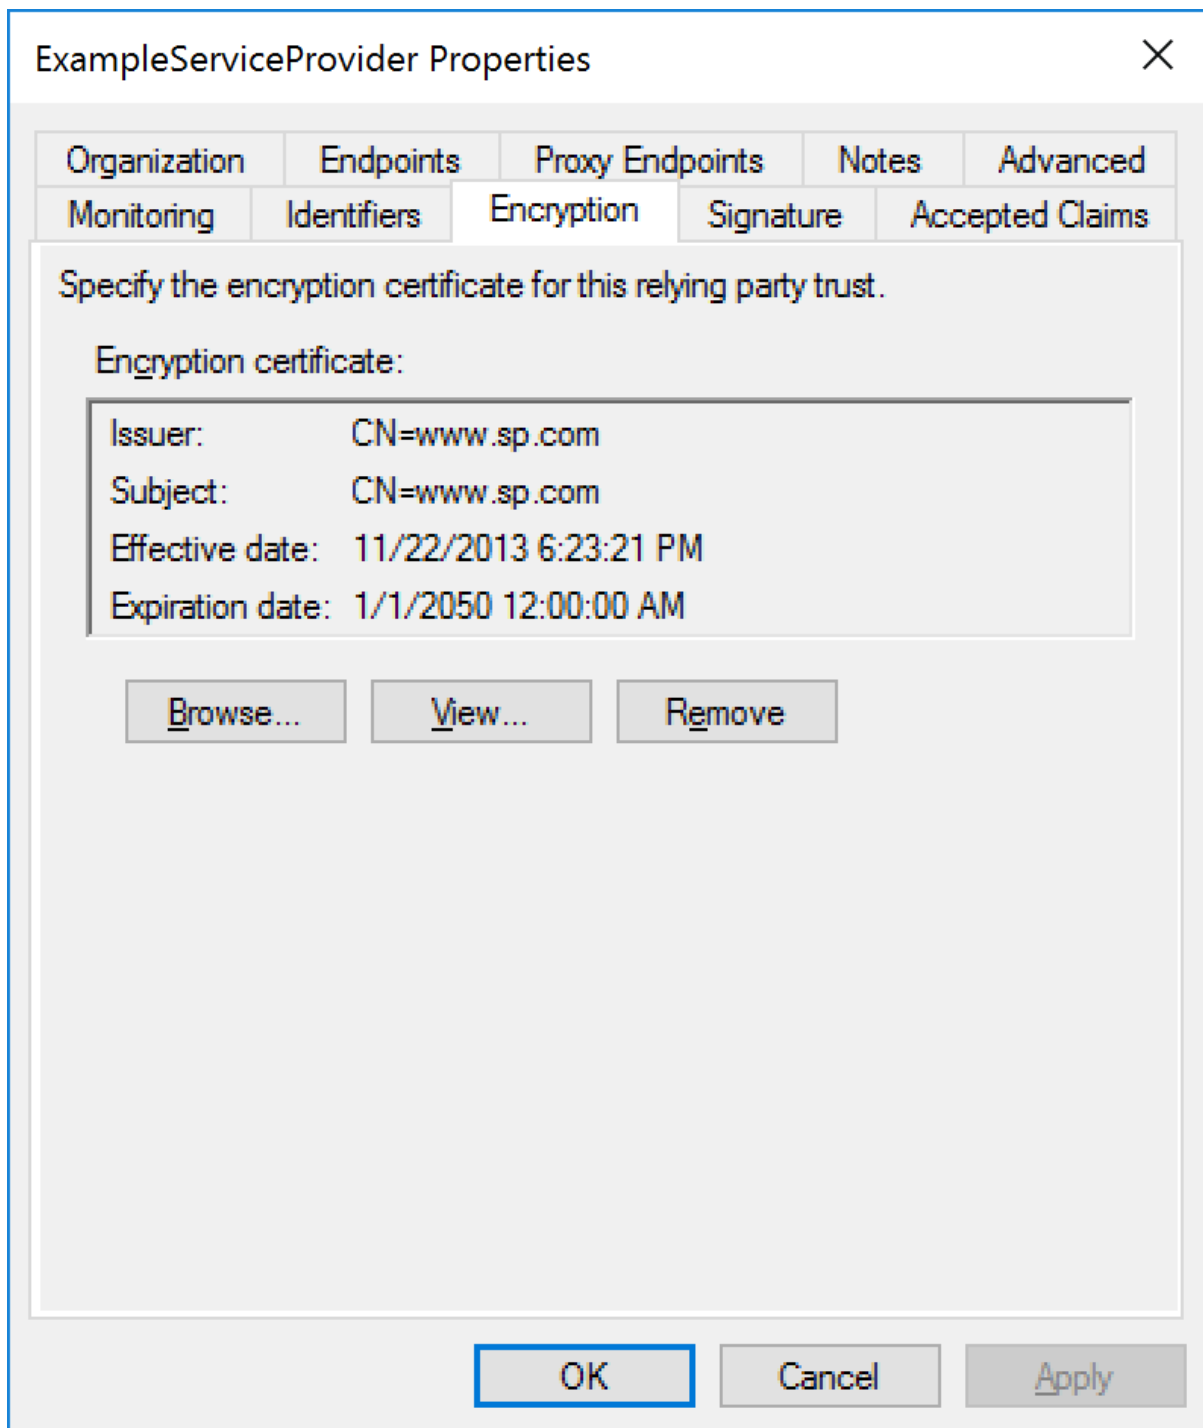 ExampleServiceProvider Properties
Organization Endpoints Proxy Endpoints Notes Advanced
Monitoring Identifiers Encryption Signature Accepted Claims
Specify the encryption certificate for this relying party trust.
Encryption certificate:
Issuer: CN=www.sp.com
Subject: CN=www.sp.com
Effective date: 11/22/2013 6:23:21 PM
Expiration date: 1/1/2050 12:00:00 AM
Browse... View... Remove
OK Cancel Apply